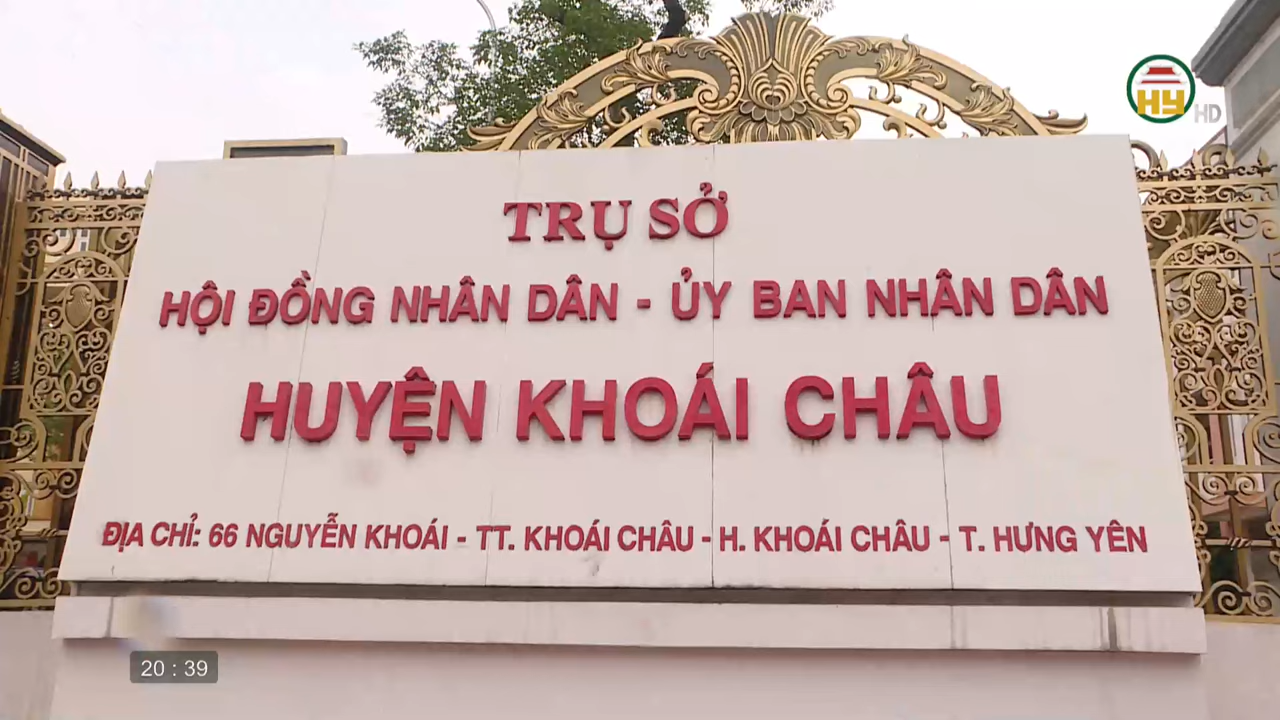 HY HD
TRỤ SỞ
HỘI ĐỒNG NHÂN DÂN - ỦY BAN NHÂN DÂN
HUYỆN KHOÁI CHÂU
ĐỊA CHỈ: 66 NGUYỄN KHOÁI - TT. KHOÁI CHÂU - H. KHOÁI CHÂU - T. HƯNG YÊN
20 : 39